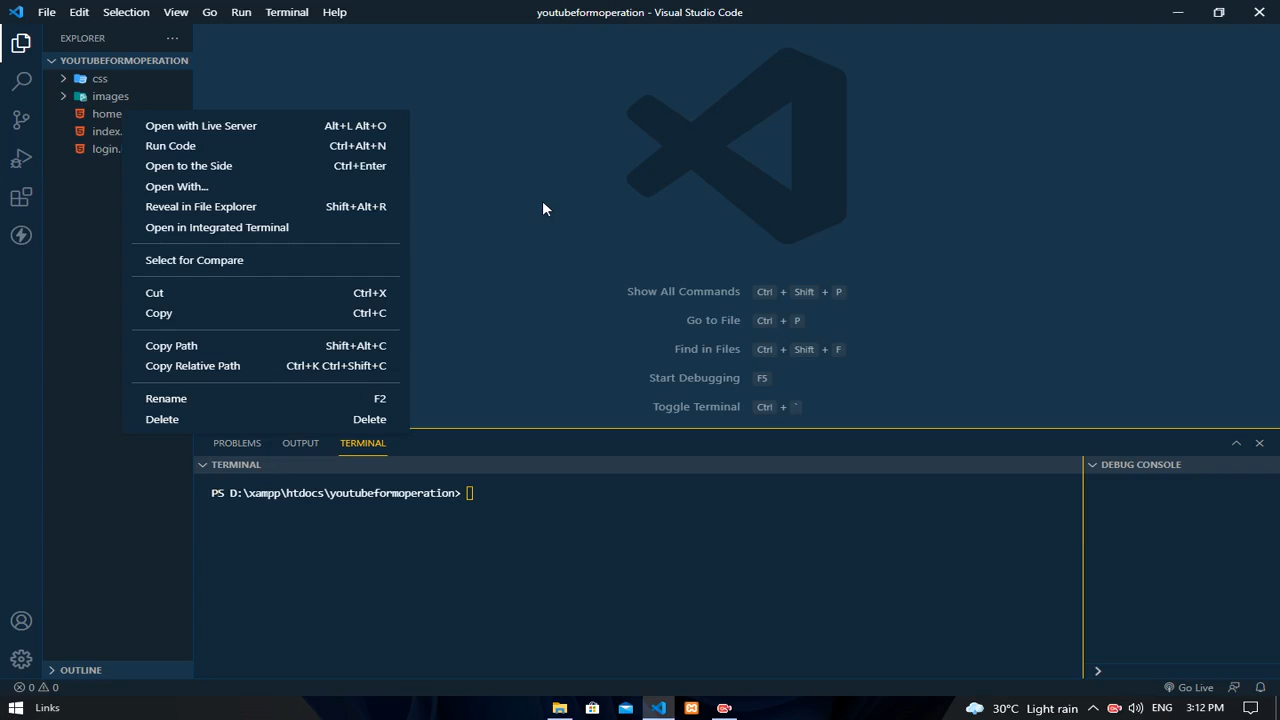 File Edit Selection View Go Run Terminal Help
youtubeformoperation - Visual Studio Code
EXPLORER
YOUTUBEFORMOPERATION
css
images
home
index.
login.
Open with Live Server Alt+L Alt+O
Run Code Ctrl+Alt+N
Open to the Side Ctrl+Enter
Open With...
Reveal in File Explorer Shift+Alt+R
Open in Integrated Terminal
Select for Compare
Cut Ctrl+X
Copy Ctrl+C
Copy Path Shift+Alt+C
Copy Relative Path Ctrl+K Ctrl+Shift+C
Rename F2
Delete Delete
Show All Commands Ctrl + Shift + P
Go to File Ctrl + P
Find in Files Ctrl + Shift + F
Start Debugging F5
Toggle Terminal Ctrl + `
PROBLEMS OUTPUT TERMINAL
TERMINAL
DEBUG CONSOLE
PS D:\xampp\htdocs\youtubeformoperation>
OUTLINE
0 0
Go Live
Links
30°C Light rain
ENG 3:12 PM